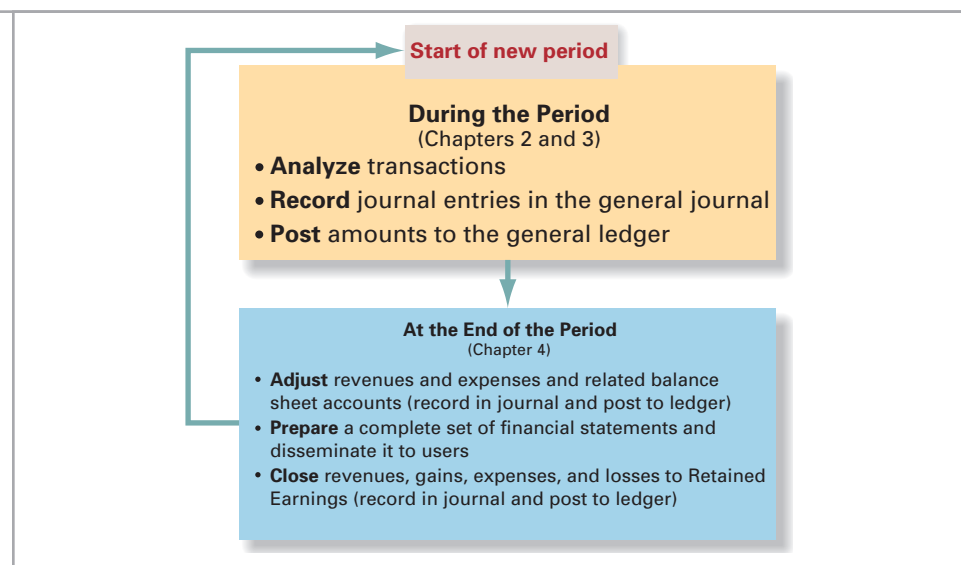 Start of new period
During the Period
(Chapters 2 and 3)
• Analyze transactions
• Record journal entries in the general journal
• Post amounts to the general ledger
At the End of the Period
(Chapter 4)
• Adjust revenues and expenses and related balance
sheet accounts (record in journal and post to ledger)
• Prepare a complete set of financial statements and
disseminate it to users
• Close revenues, gains, expenses, and losses to Retained
Earnings (record in journal and post to ledger)